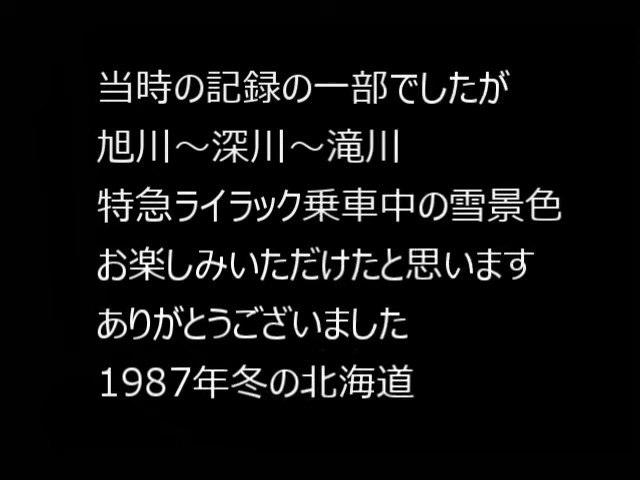 当時の記録の一部でしたが
旭川～深川～滝川
特急ライラック乗車中の雪景色
お楽しみいただけたと思います
ありがとうございました
1987年冬の北海道